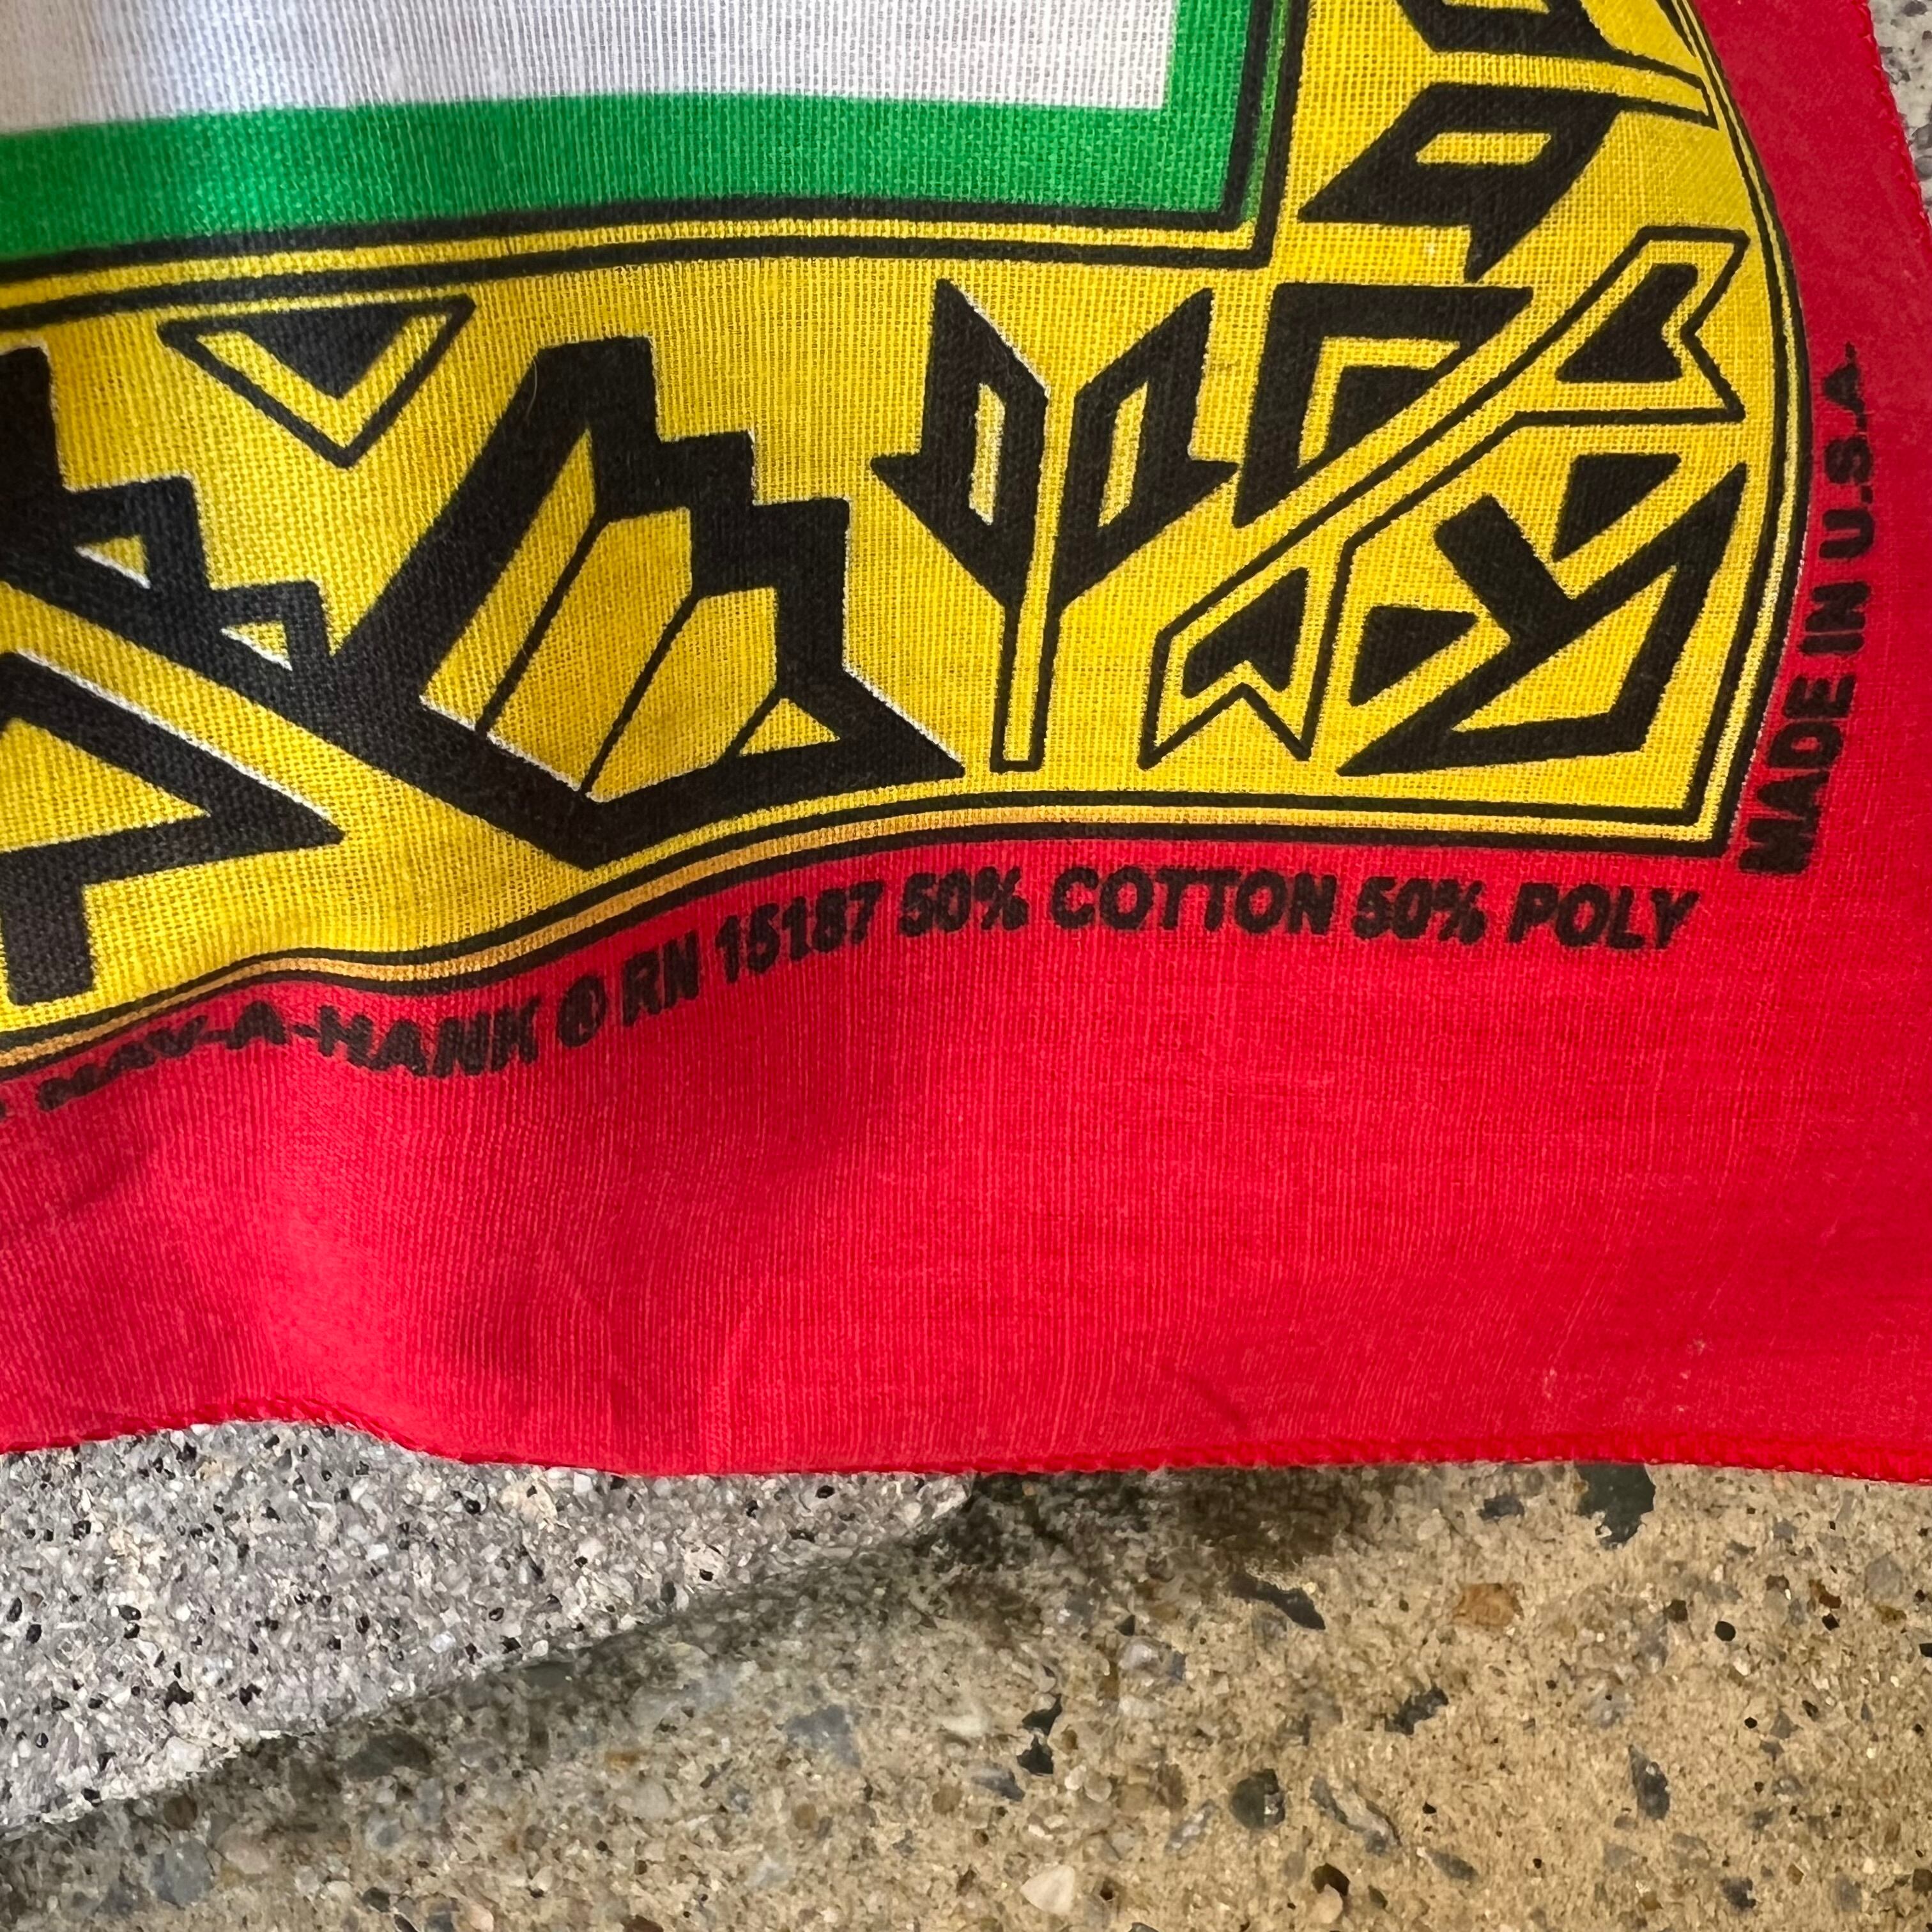 HAV-A-HANK ® RN 15187 50% COTTON 50% POLY
MADE IN U.S.A.